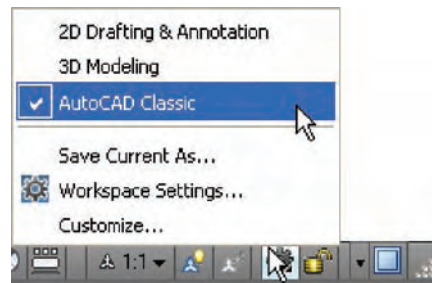 2D Drafting & Annotation
3D Modeling
AutoCAD Classic
Save Current As...
Workspace Settings...
Customize...
1:1